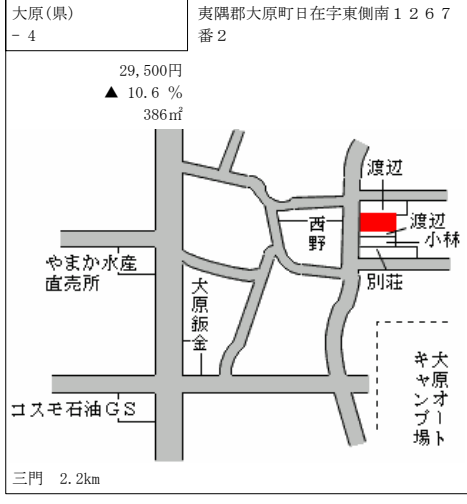 大原(県)
- 4
夷隅郡大原町日在字東側南１２６７
番２
29,500円
▲ 10.6 %
386㎡
渡辺
西野
渡辺
小林
別荘
やまか水産
直売所
大原鈑金
大原オート
キャンプ場
コスモ石油ＧＳ
三門 2.2km